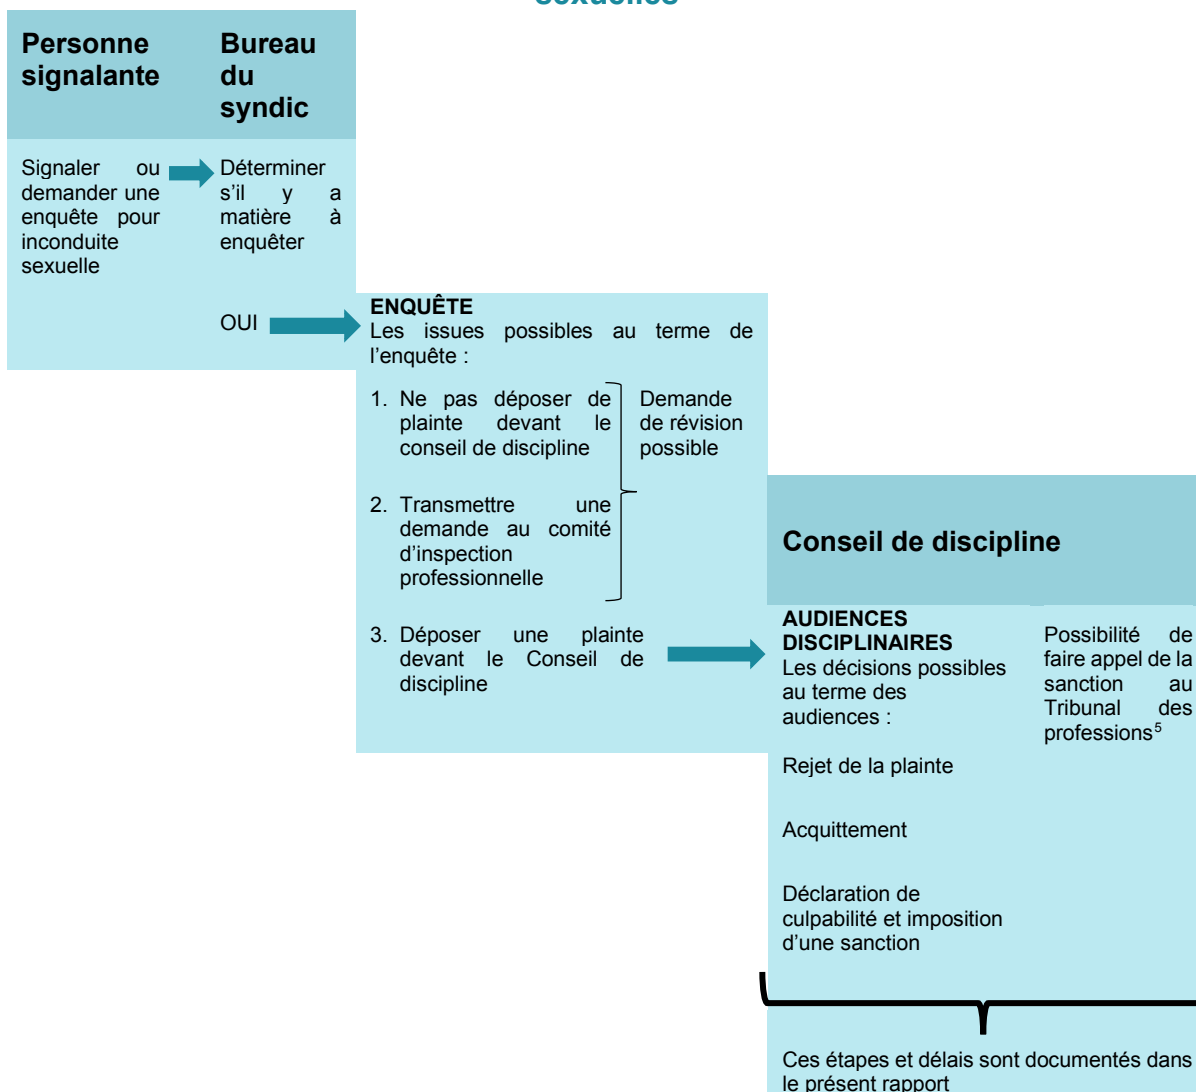 sexuelles
Personne
signalante
Bureau
du
syndic
Signaler ou
demander une
enquête pour
inconduite
sexuelle
Déterminer
s'il y a
matière à
enquêter
OUI
ENQUÊTE
Les issues possibles au terme de
l'enquête :
1. Ne pas déposer de
plainte devant le
conseil de discipline
Demande
de révision
possible
2. Transmettre une
demande au comité
d'inspection
professionnelle
3. Déposer une plainte
devant le Conseil de
discipline
Conseil de discipline
AUDIENCES
DISCIPLINAIRES
Les décisions possibles
au terme des
audiences :
Rejet de la plainte
Acquittement
Déclaration de
culpabilité et imposition
d'une sanction
Possibilité de
faire appel de la
sanction au
Tribunal des
professions⁵
Ces étapes et délais sont documentés dans
le présent rapport